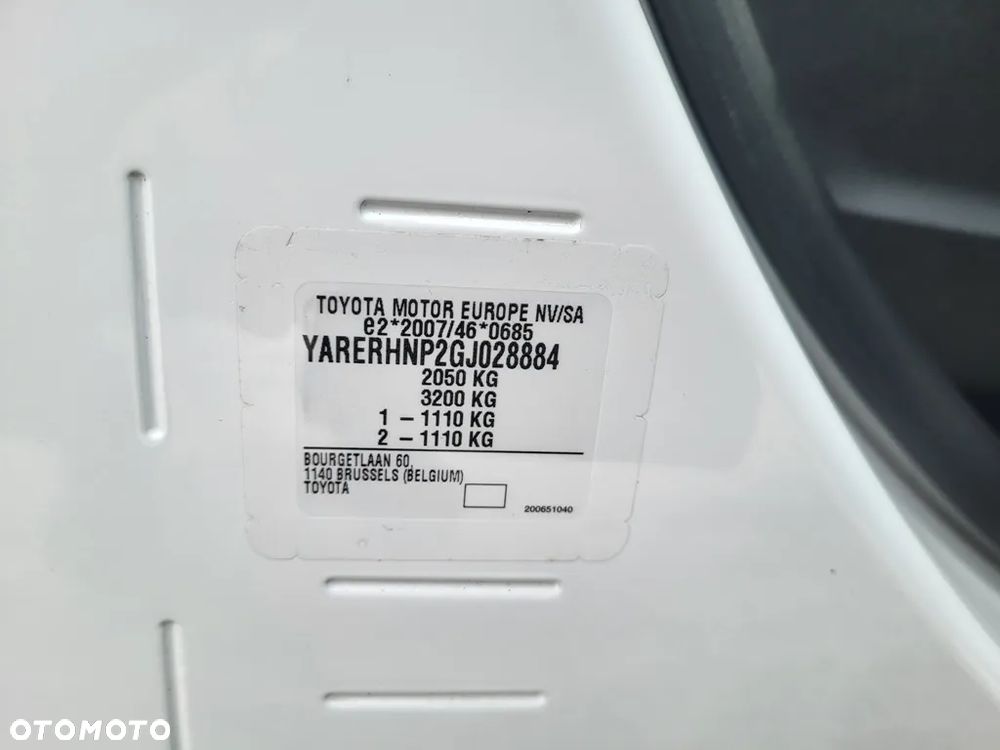 TOYOTA MOTOR EUROPE NV/SA
e2*2007/46*0685
YARERHNP2GJ028884
2050 KG
3200 KG
1 – 1110 KG
2 – 1110 KG
BOURGETLAAN 60,
1140 BRUSSELS (BELGIUM)
TOYOTA
200651040
OTOMOTO